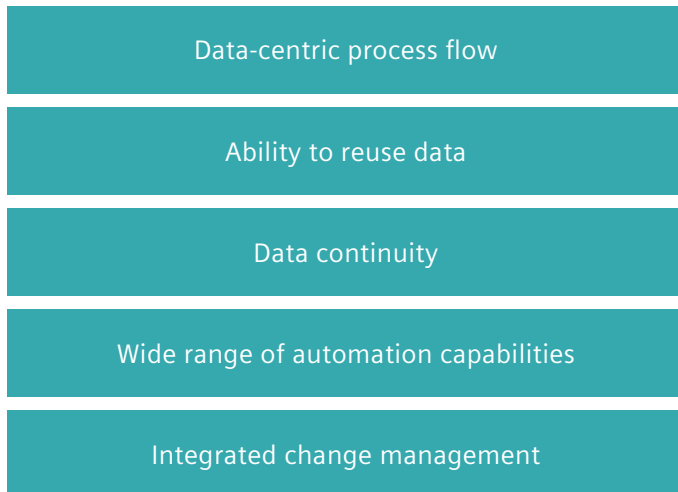 Data-centric process flow
Ability to reuse data
Data continuity
Wide range of automation capabilities
Integrated change management